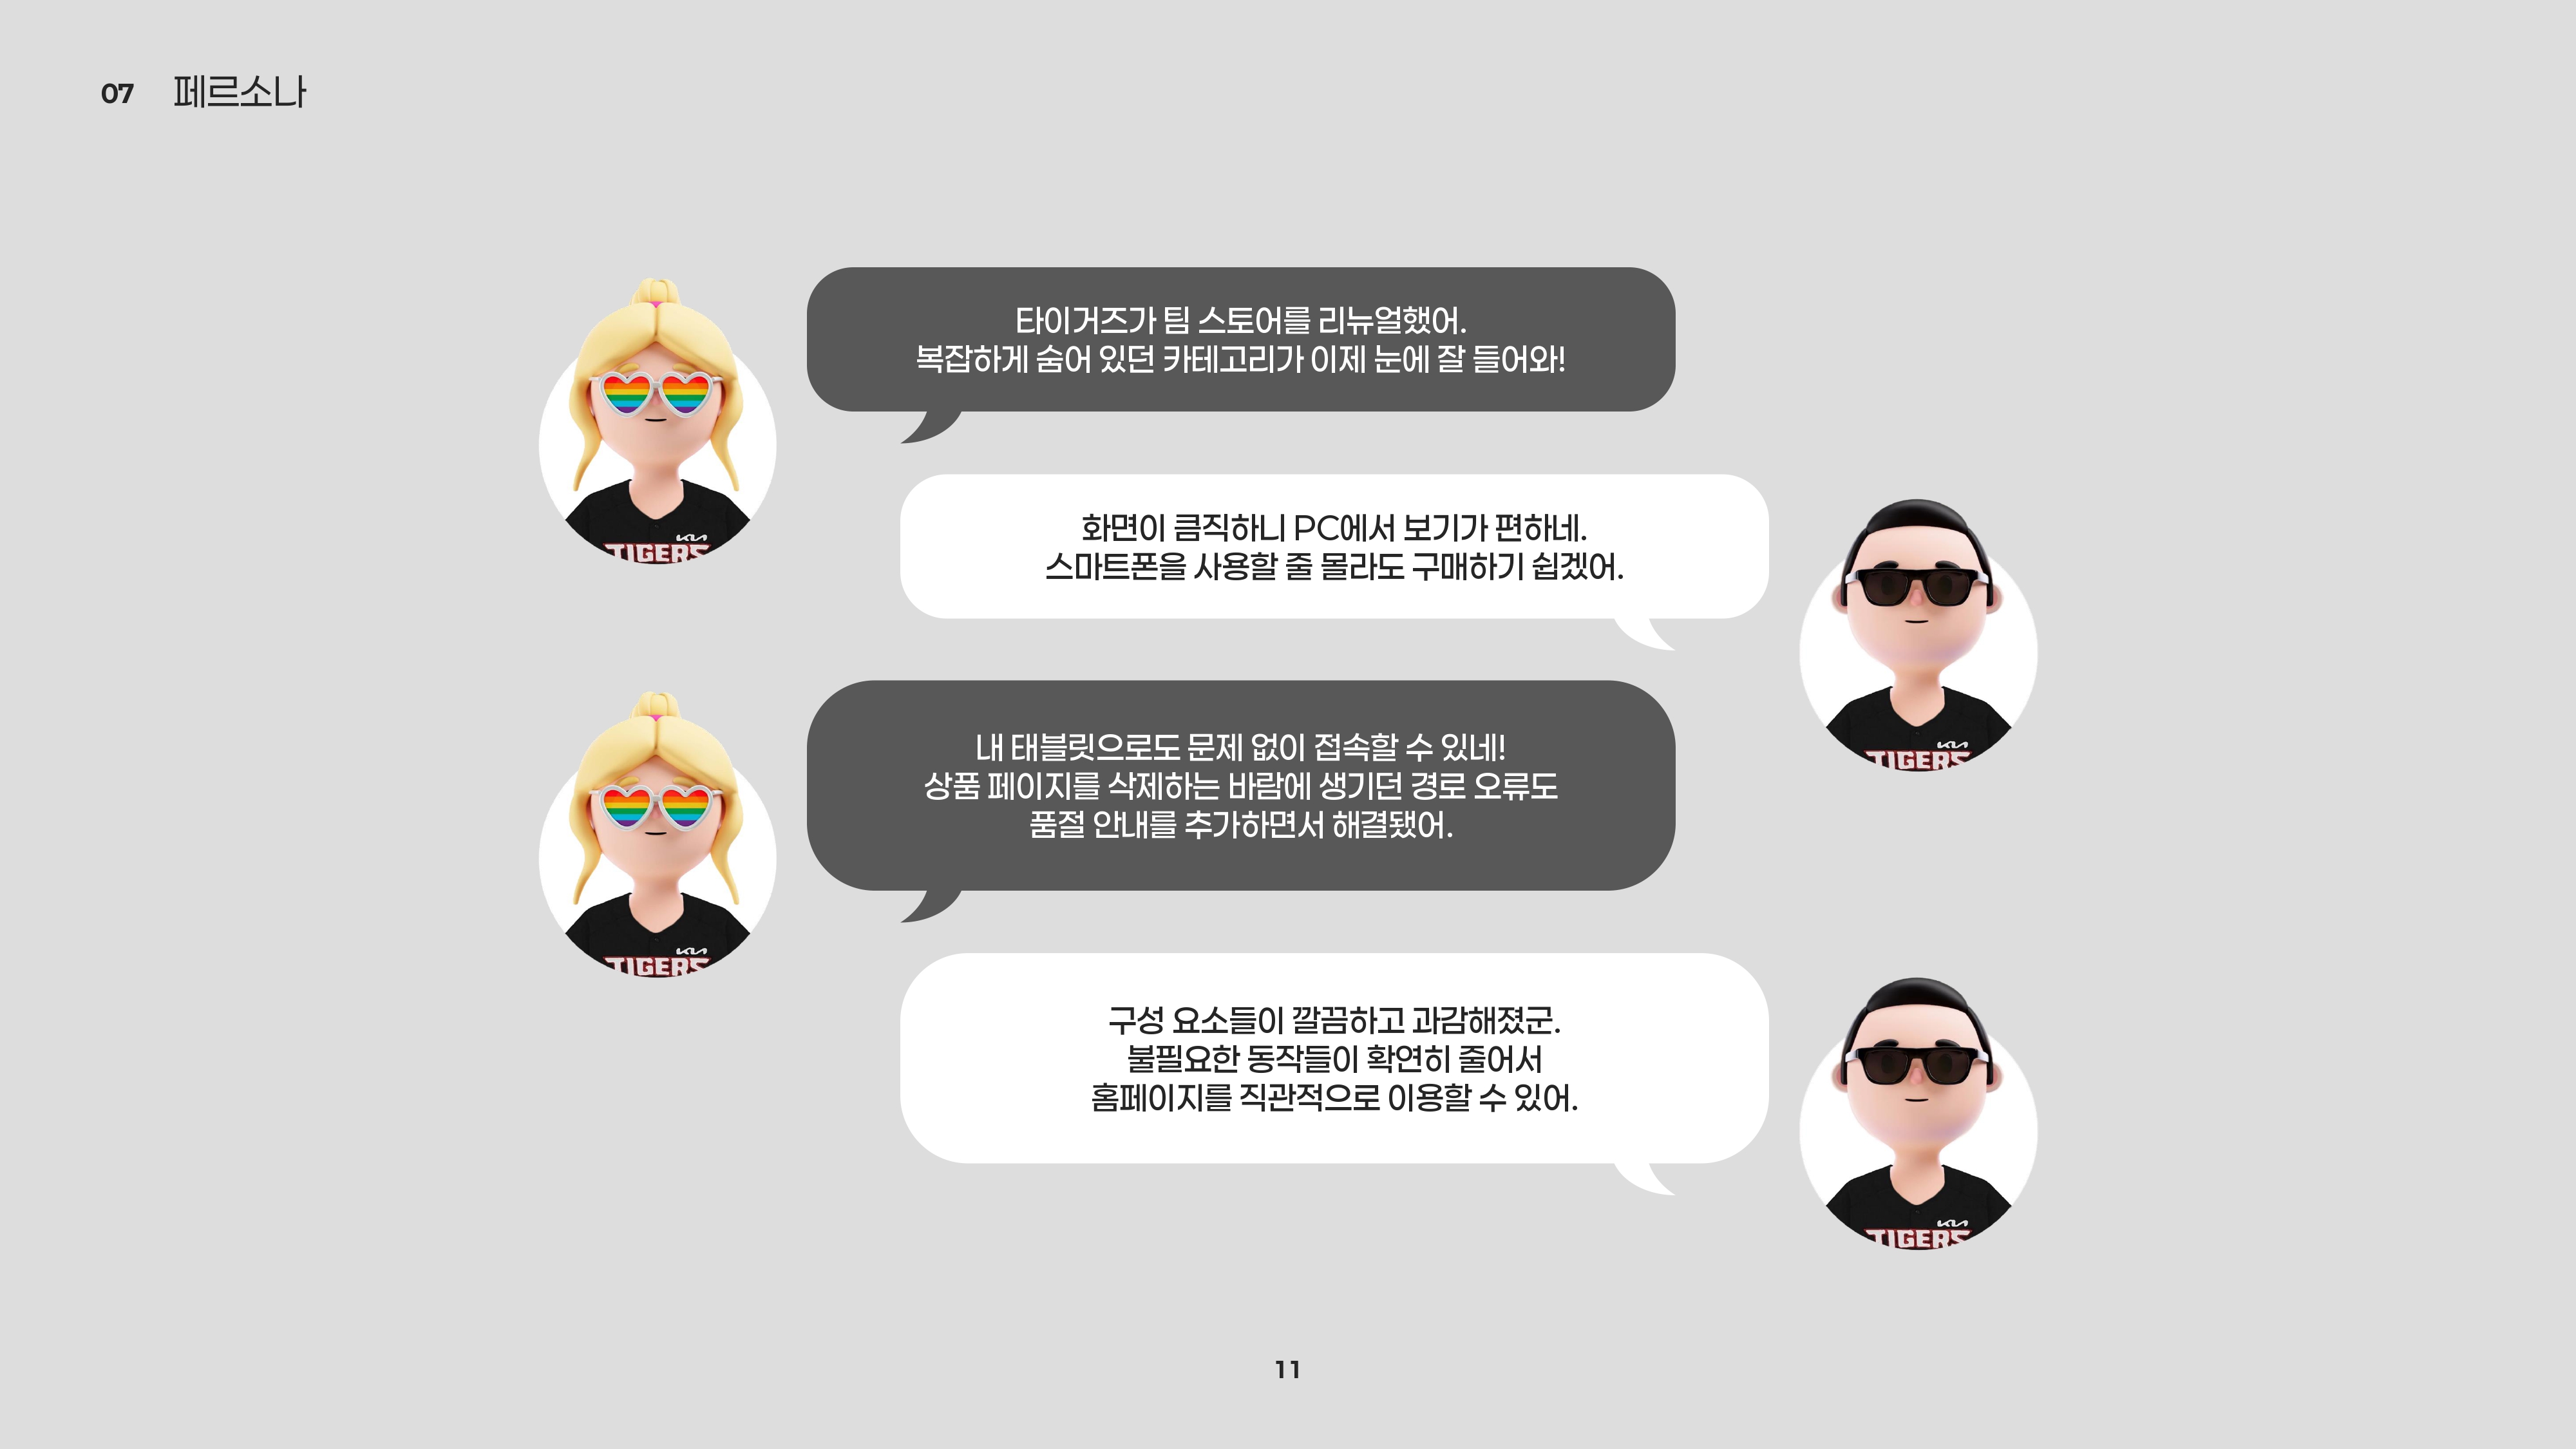 07 페르소나
타이거즈가 팀 스토어를 리뉴얼했어.
복잡하게 숨어 있던 카테고리가 이제 눈에 잘 들어와!
KIA
TIGERS
화면이 큼직하니 PC에서 보기가 편하네.
스마트폰을 사용할 줄 몰라도 구매하기 쉽겠어.
KIA
TIGERS
내 태블릿으로도 문제 없이 접속할 수 있네!
상품 페이지를 삭제하는 바람에 생기던 경로 오류도
품절 안내를 추가하면서 해결됐어.
KIA
TIGERS
구성 요소들이 깔끔하고 과감해졌군.
불필요한 동작들이 확연히 줄어서
홈페이지를 직관적으로 이용할 수 있어.
KIA
TIGERS
11